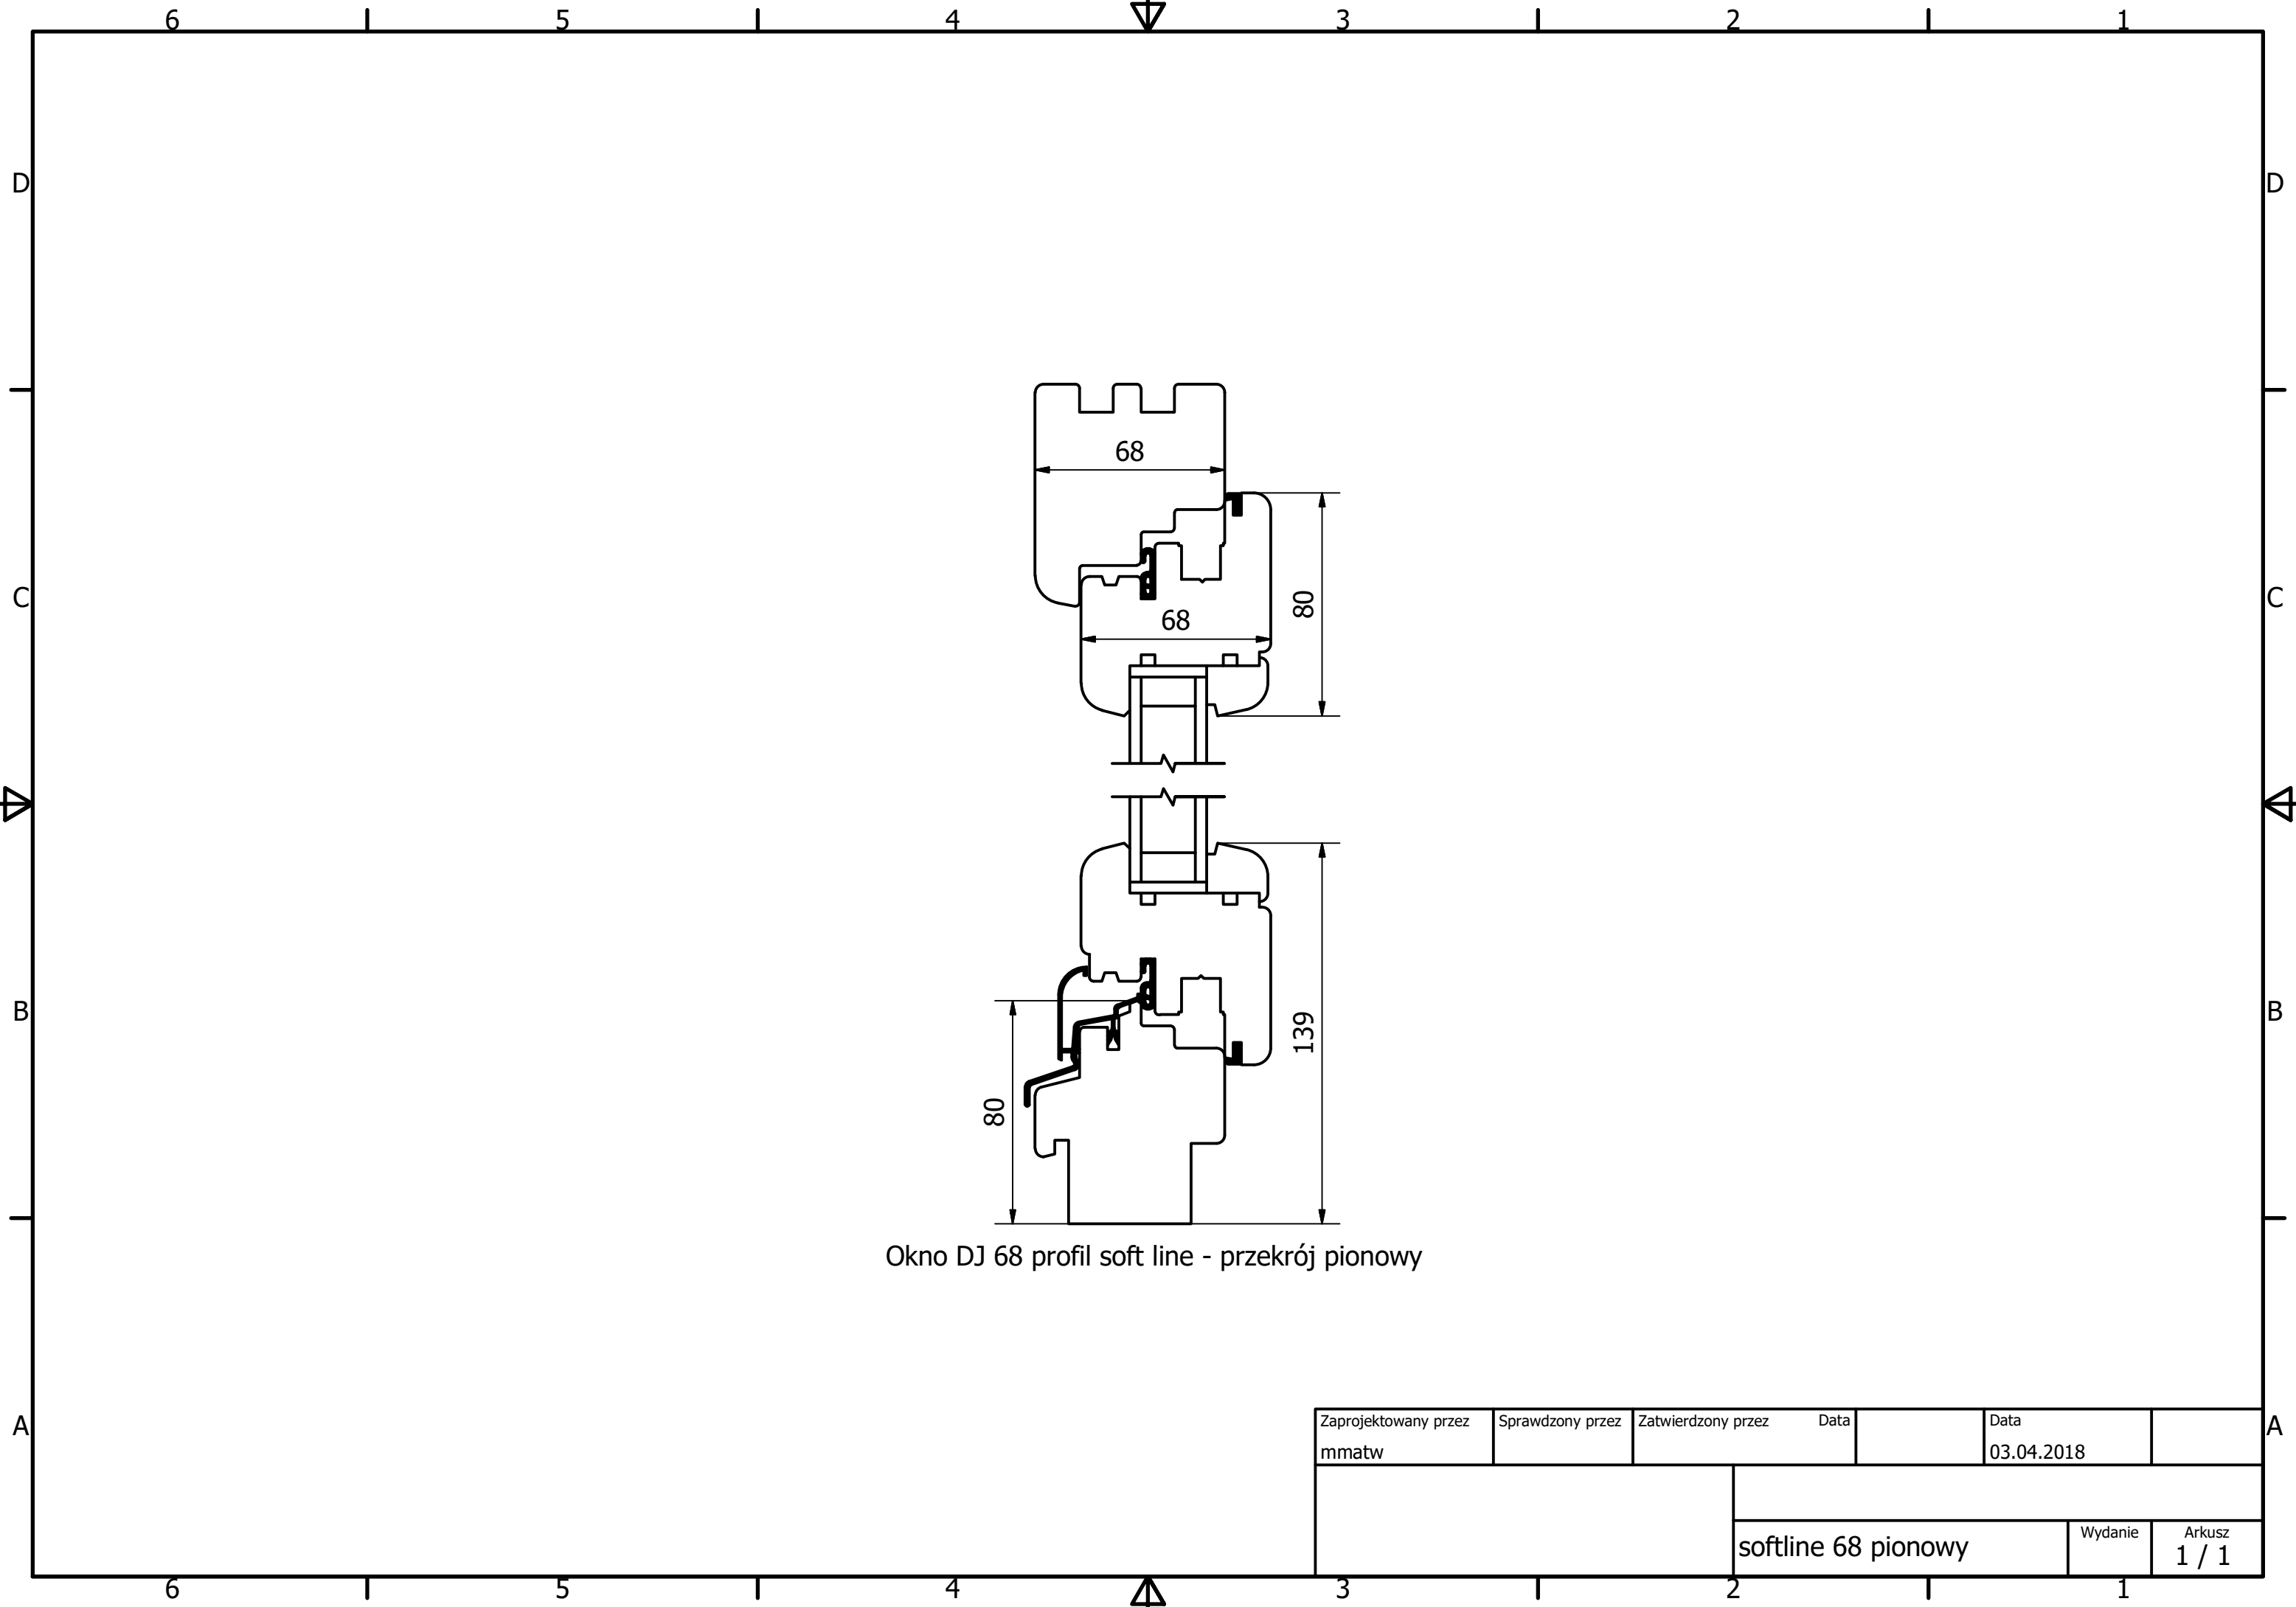 6 5 4 3 2 1
D D
68
80
68
C C
B B
139
80
Okno DJ 68 profil soft line - przekrój pionowy
A A
Zaprojektowany przez Sprawdzony przez Zatwierdzony przez Data Data
mmatw 03.04.2018
Wydanie Arkusz
softline 68 pionowy 1 / 1
6 5 4 3 2 1